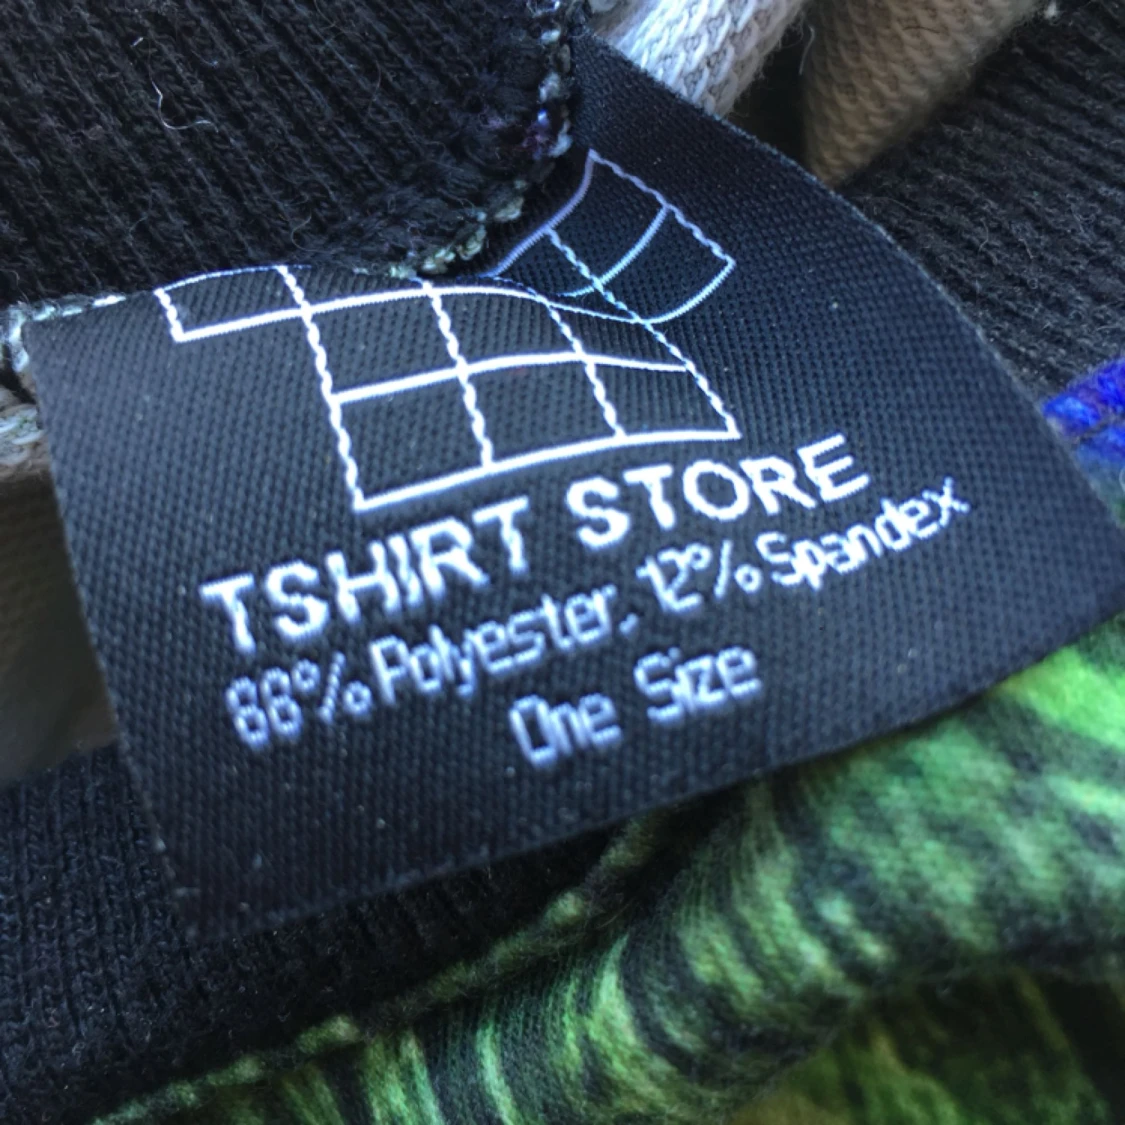 TSHIRT STORE
88% Polyester, 12% Spandex
One Size